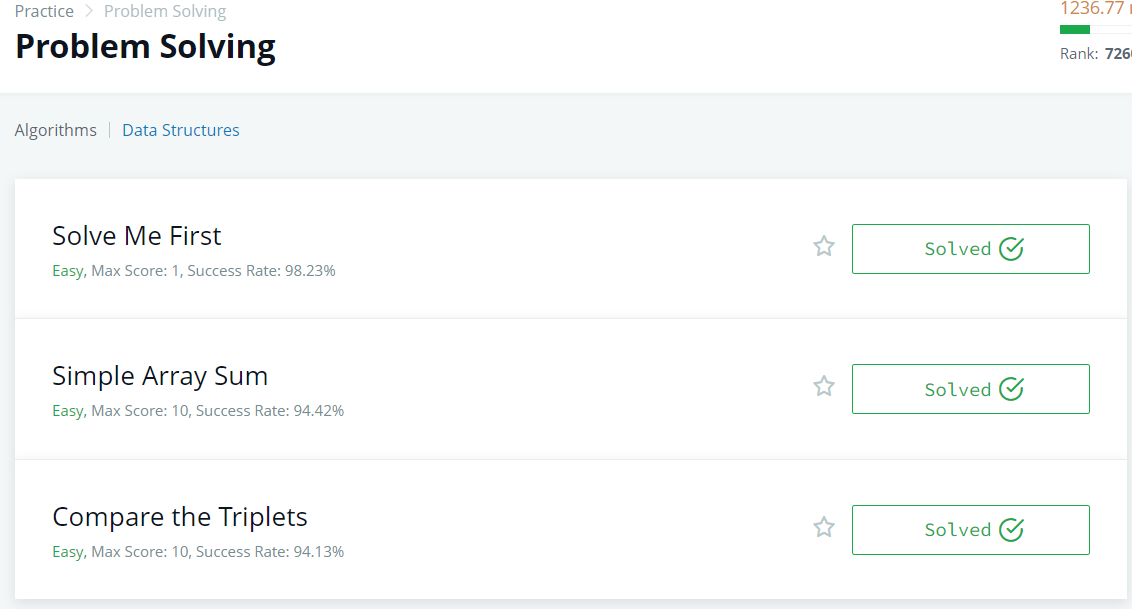 Practice > Problem Solving
Problem Solving
1236.77
Rank:
Algorithms | Data Structures
Solve Me First
Easy, Max Score: 1, Success Rate: 98.23%
Solved
Simple Array Sum
Easy, Max Score: 10, Success Rate: 94.42%
Solved
Compare the Triplets
Easy, Max Score: 10, Success Rate: 94.13%
Solved